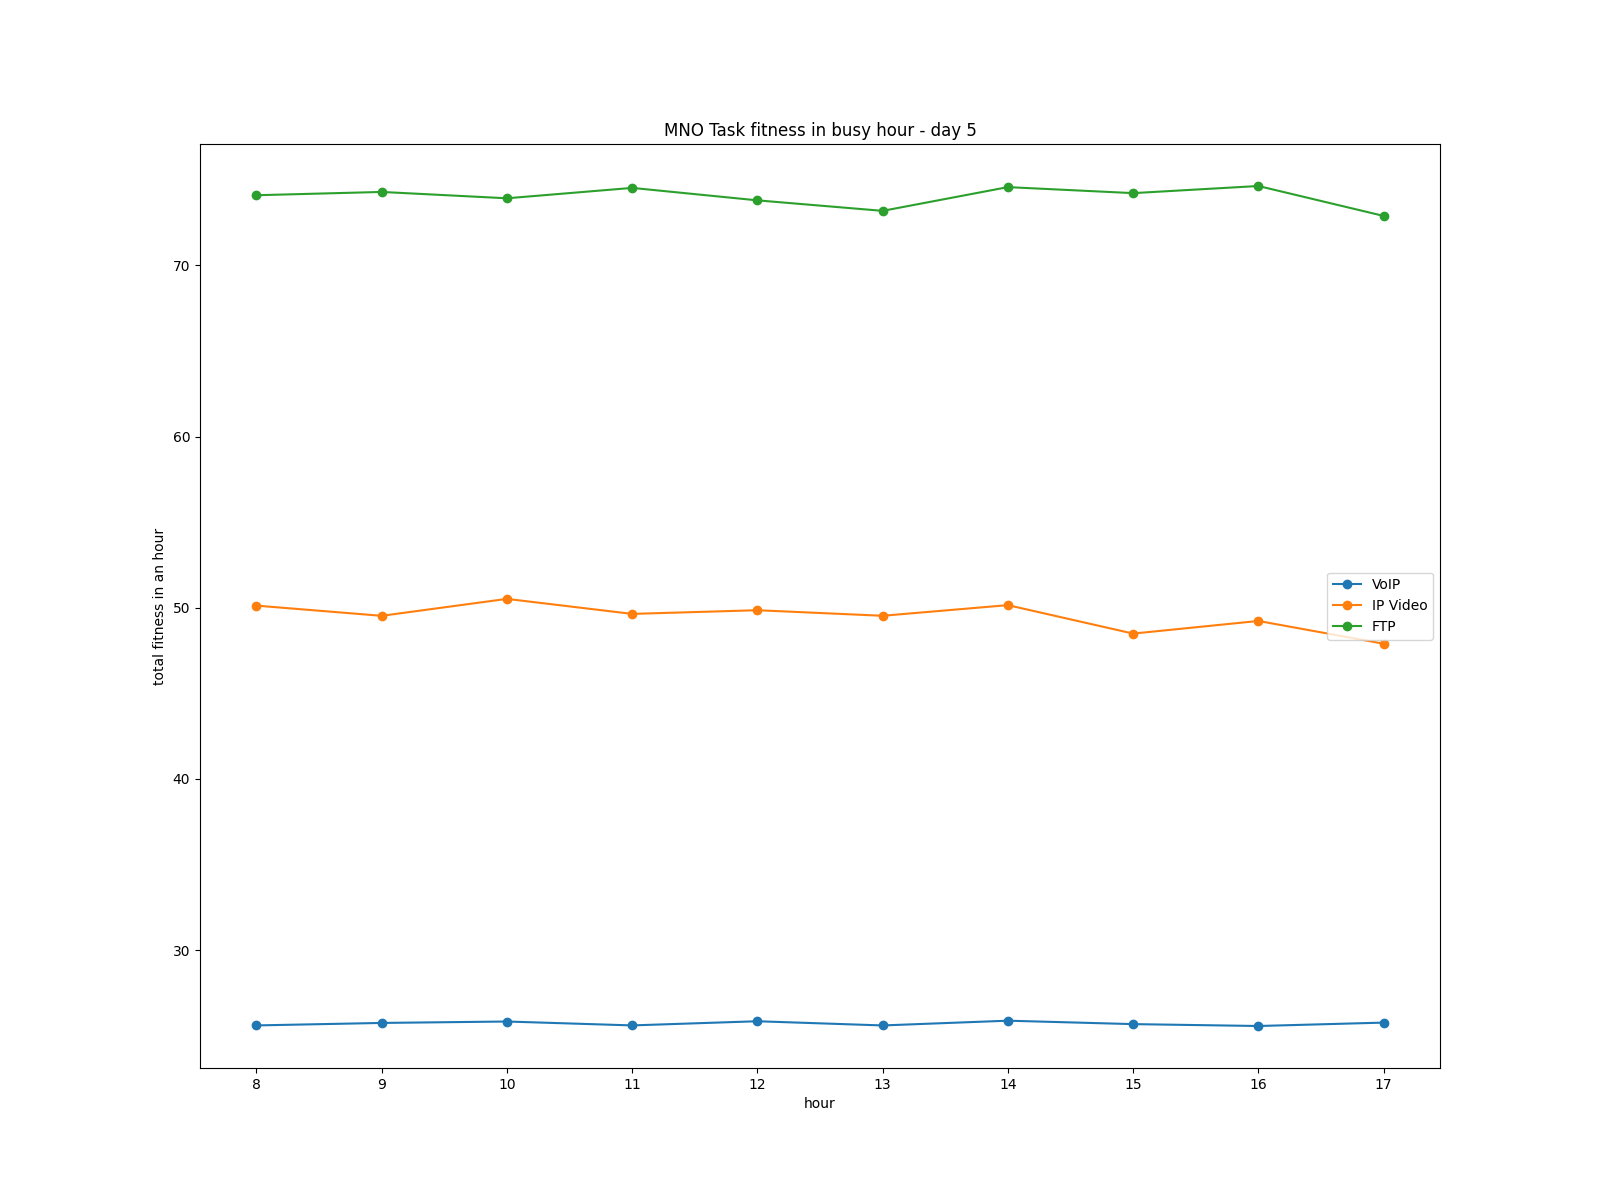 MNO Task fitness in busy hour - day 5
total fitness in an hour
70
60
50
40
30
VoIP
IP Video
FTP
8 9 10 11 12 13 14 15 16 17
hour